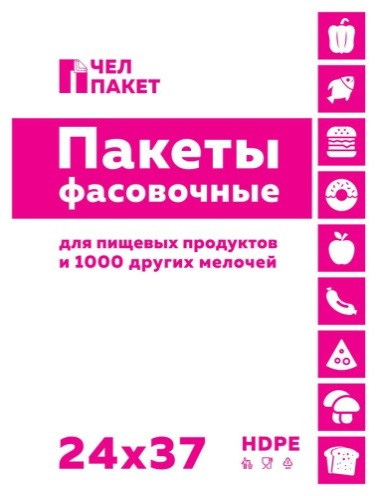 ЧЕЛ
ПАКЕТ
Пакеты
фасовочные
для пищевых продуктов
и 1000 других мелочей
24x37
HDPE